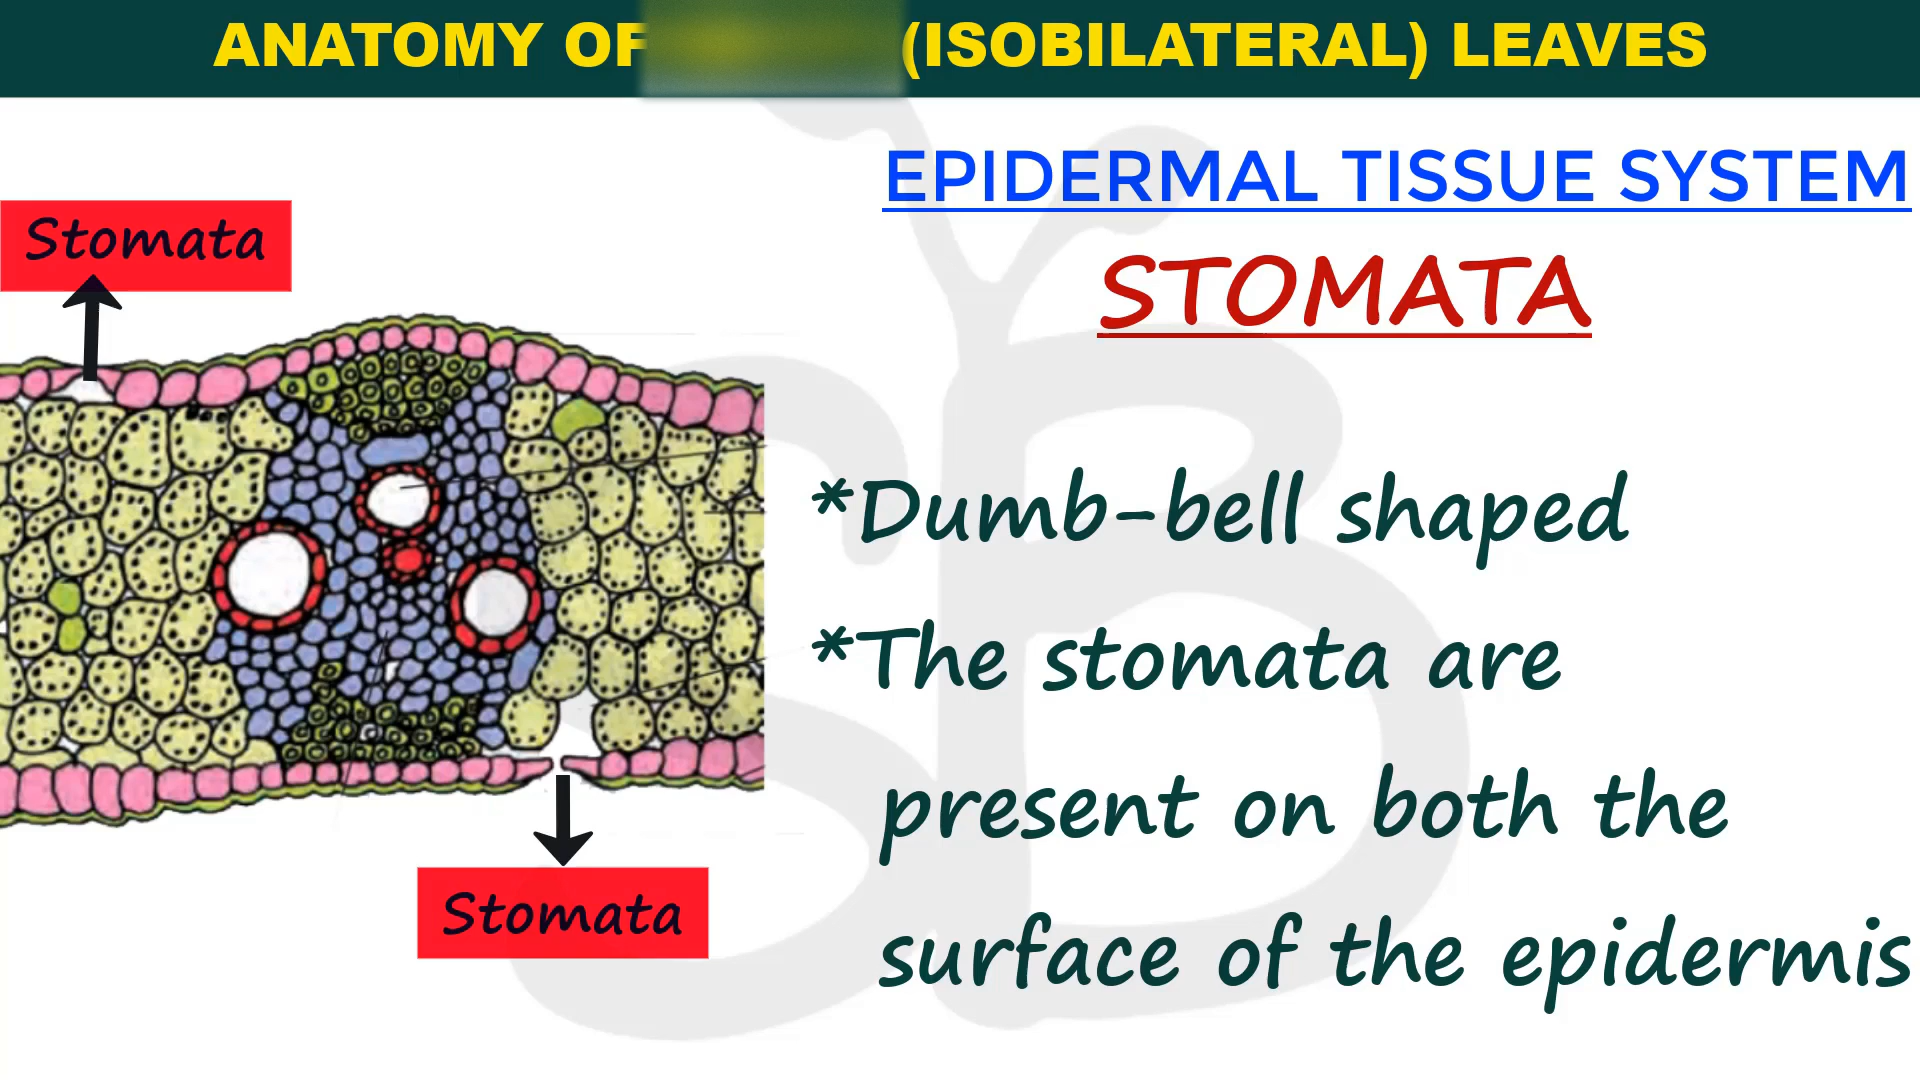 ANATOMY OF (ISOBILATERAL) LEAVES
EPIDERMAL TISSUE SYSTEM
STOMATA
Stomata
*Dumb-bell shaped
*The stomata are
present on both the
surface of the epidermis
Stomata